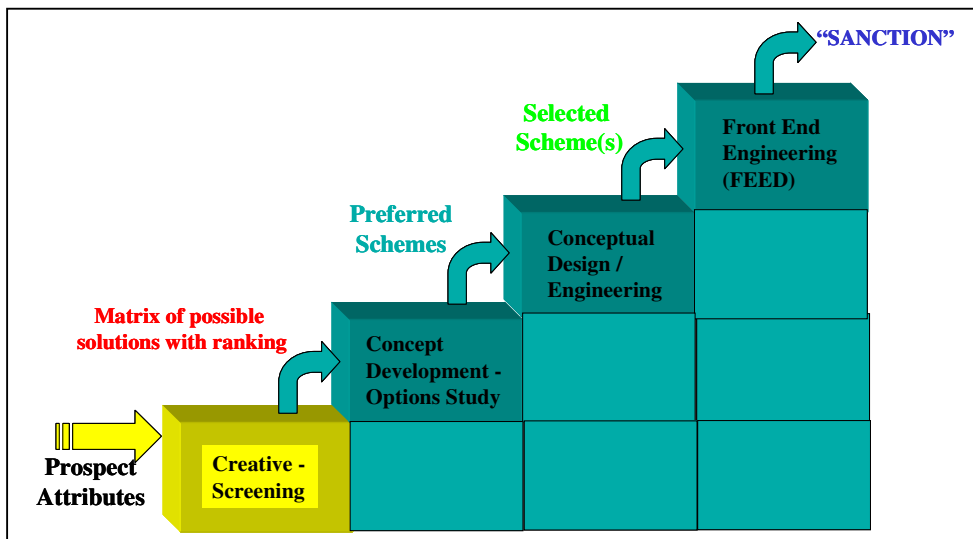 “SANCTION”
Front End
Engineering
(FEED)
Selected
Scheme(s)
Conceptual
Design /
Engineering
Preferred
Schemes
Concept
Development -
Options Study
Matrix of possible
solutions with ranking
Creative -
Screening
Prospect
Attributes